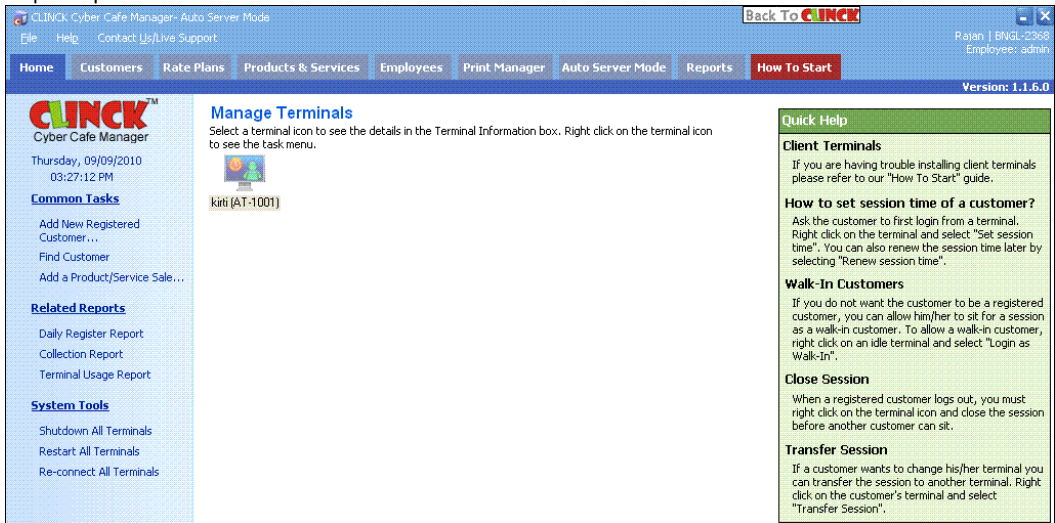 CLINCK Cyber Cafe Manager- Auto Server Mode
Back To CLINCK
File Help Contact Us/Live Support
Rajan | BNGL-2368
Employee: admin
Home Customers Rate Plans Products & Services Employees Print Manager Auto Server Mode Reports How To Start
Version: 1.1.6.0
CLINCK TM
Cyber Cafe Manager
Thursday, 09/09/2010
03:27:12 PM
Common Tasks
Add New Registered
Customer...
Find Customer
Add a Product/Service Sale...
Related Reports
Daily Register Report
Collection Report
Terminal Usage Report
System Tools
Shutdown All Terminals
Restart All Terminals
Re-connect All Terminals
Manage Terminals
Select a terminal icon to see the details in the Terminal Information box. Right click on the terminal icon
to see the task menu.
kirti (AT-1001)
Quick Help
Client Terminals
If you are having trouble installing client terminals
please refer to our "How To Start" guide.
How to set session time of a customer?
Ask the customer to first login from a terminal.
Right click on the terminal and select "Set session
time". You can also renew the session time later by
selecting "Renew session time".
Walk-In Customers
If you do not want the customer to be a registered
customer, you can allow him/her to sit for a session
as a walk-in customer. To allow a walk-in customer,
right click on an idle terminal and select "Login as
Walk-In".
Close Session
When a registered customer logs out, you must
right click on the terminal icon and close the session
before another customer can sit.
Transfer Session
If a customer wants to change his/her terminal you
can transfer the session to another terminal. Right
click on the customer's terminal and select
"Transfer Session".